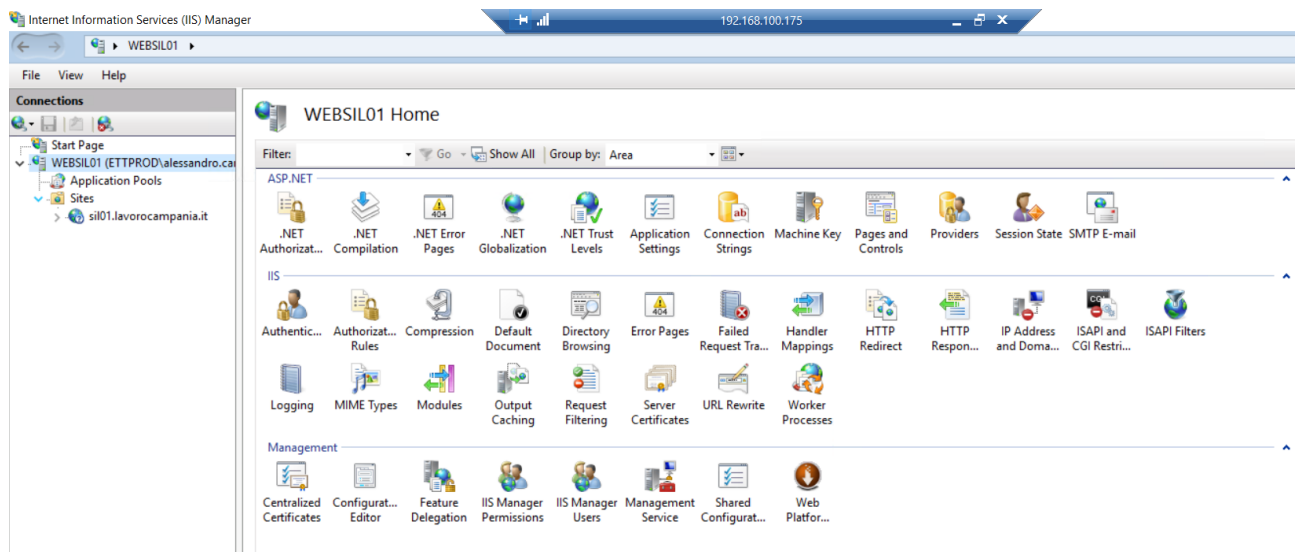 Internet Information Services (IIS) Manager
192.168.100.175
WEBSIL01
File View Help
Connections
Start Page
WEBSIL01 (ETTPROD\alessandro.car
Application Pools
Sites
sil01.lavorocampania.it
WEBSIL01 Home
Filter: Go Show All Group by: Area
ASP.NET
.NET Authorizat...
.NET Compilation
.NET Error Pages
.NET Globalization
.NET Trust Levels
Application Settings
Connection Strings
Machine Key
Pages and Controls
Providers
Session State
SMTP E-mail
IIS
Authentic...
Authorizat... Rules
Compression
Default Document
Directory Browsing
Error Pages
Failed Request Tra...
Handler Mappings
HTTP Redirect
HTTP Respon...
IP Address and Doma...
ISAPI and CGI Restri...
ISAPI Filters
Logging
MIME Types
Modules
Output Caching
Request Filtering
Server Certificates
URL Rewrite
Worker Processes
Management
Centralized Certificates
Configurat... Editor
Feature Delegation
IIS Manager Permissions
IIS Manager Users
Management Service
Shared Configurat...
Web Platfor...